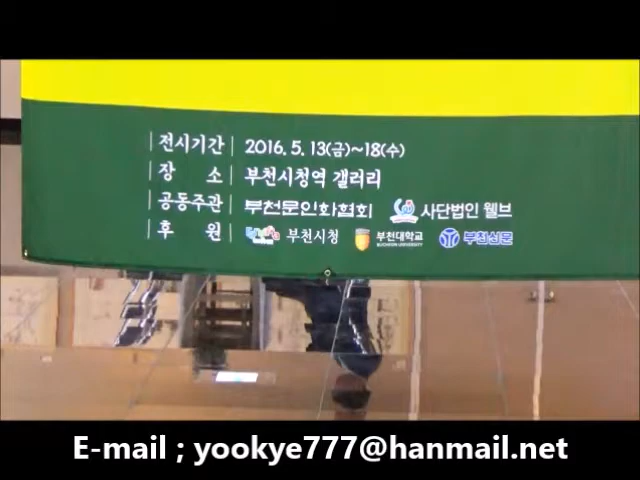 |전시기간| 2016. 5. 13(금)~18(수)
|장 소| 부천시청역 갤러리
|공동주관| 부천문인화협회 사단법인 웰브
|후 원| 부천시청 부천대학교 부천신문
BUCHEON UNIVERSITY
E-mail ; yookye777@hanmail.net